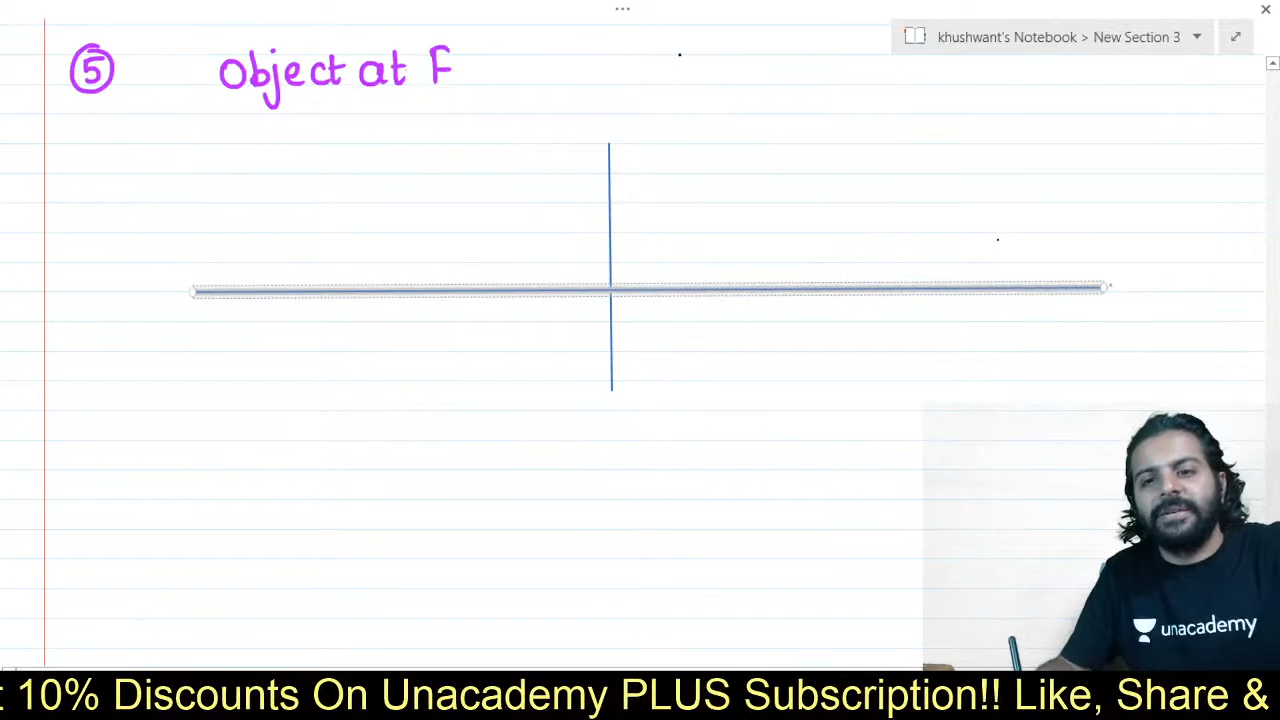 khushwant's Notebook > New Section 3
5 Object at F
unacademy
t 10% Discounts On Unacademy PLUS Subscription!! Like, Share &